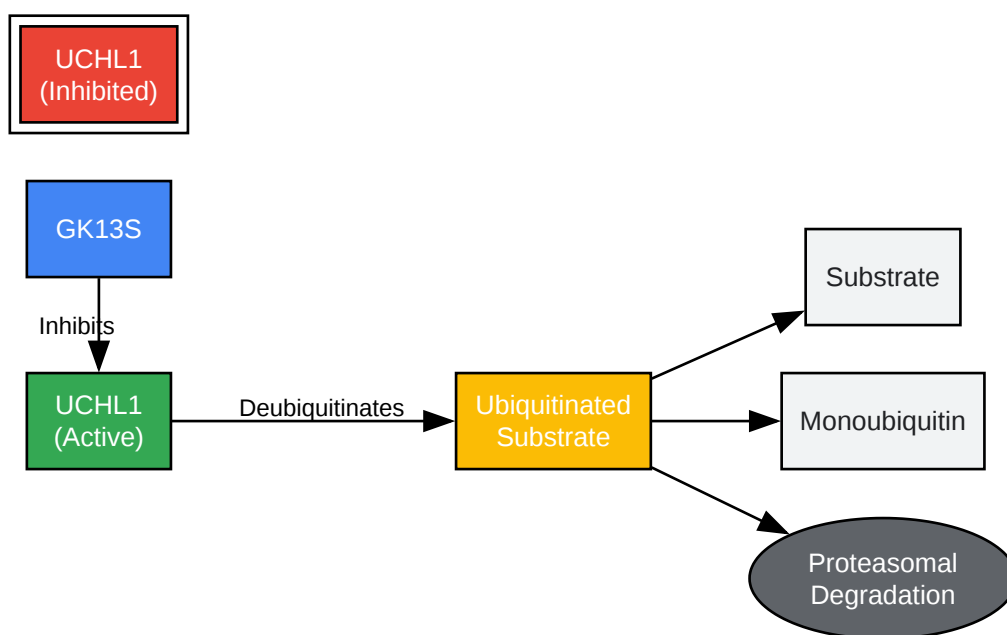 UCHL1
(Inhibited)
GK13S
Inhibits
UCHL1
(Active)
Deubiquitinates
Ubiquitinated
Substrate
Substrate
Monoubiquitin
Proteasomal
Degradation